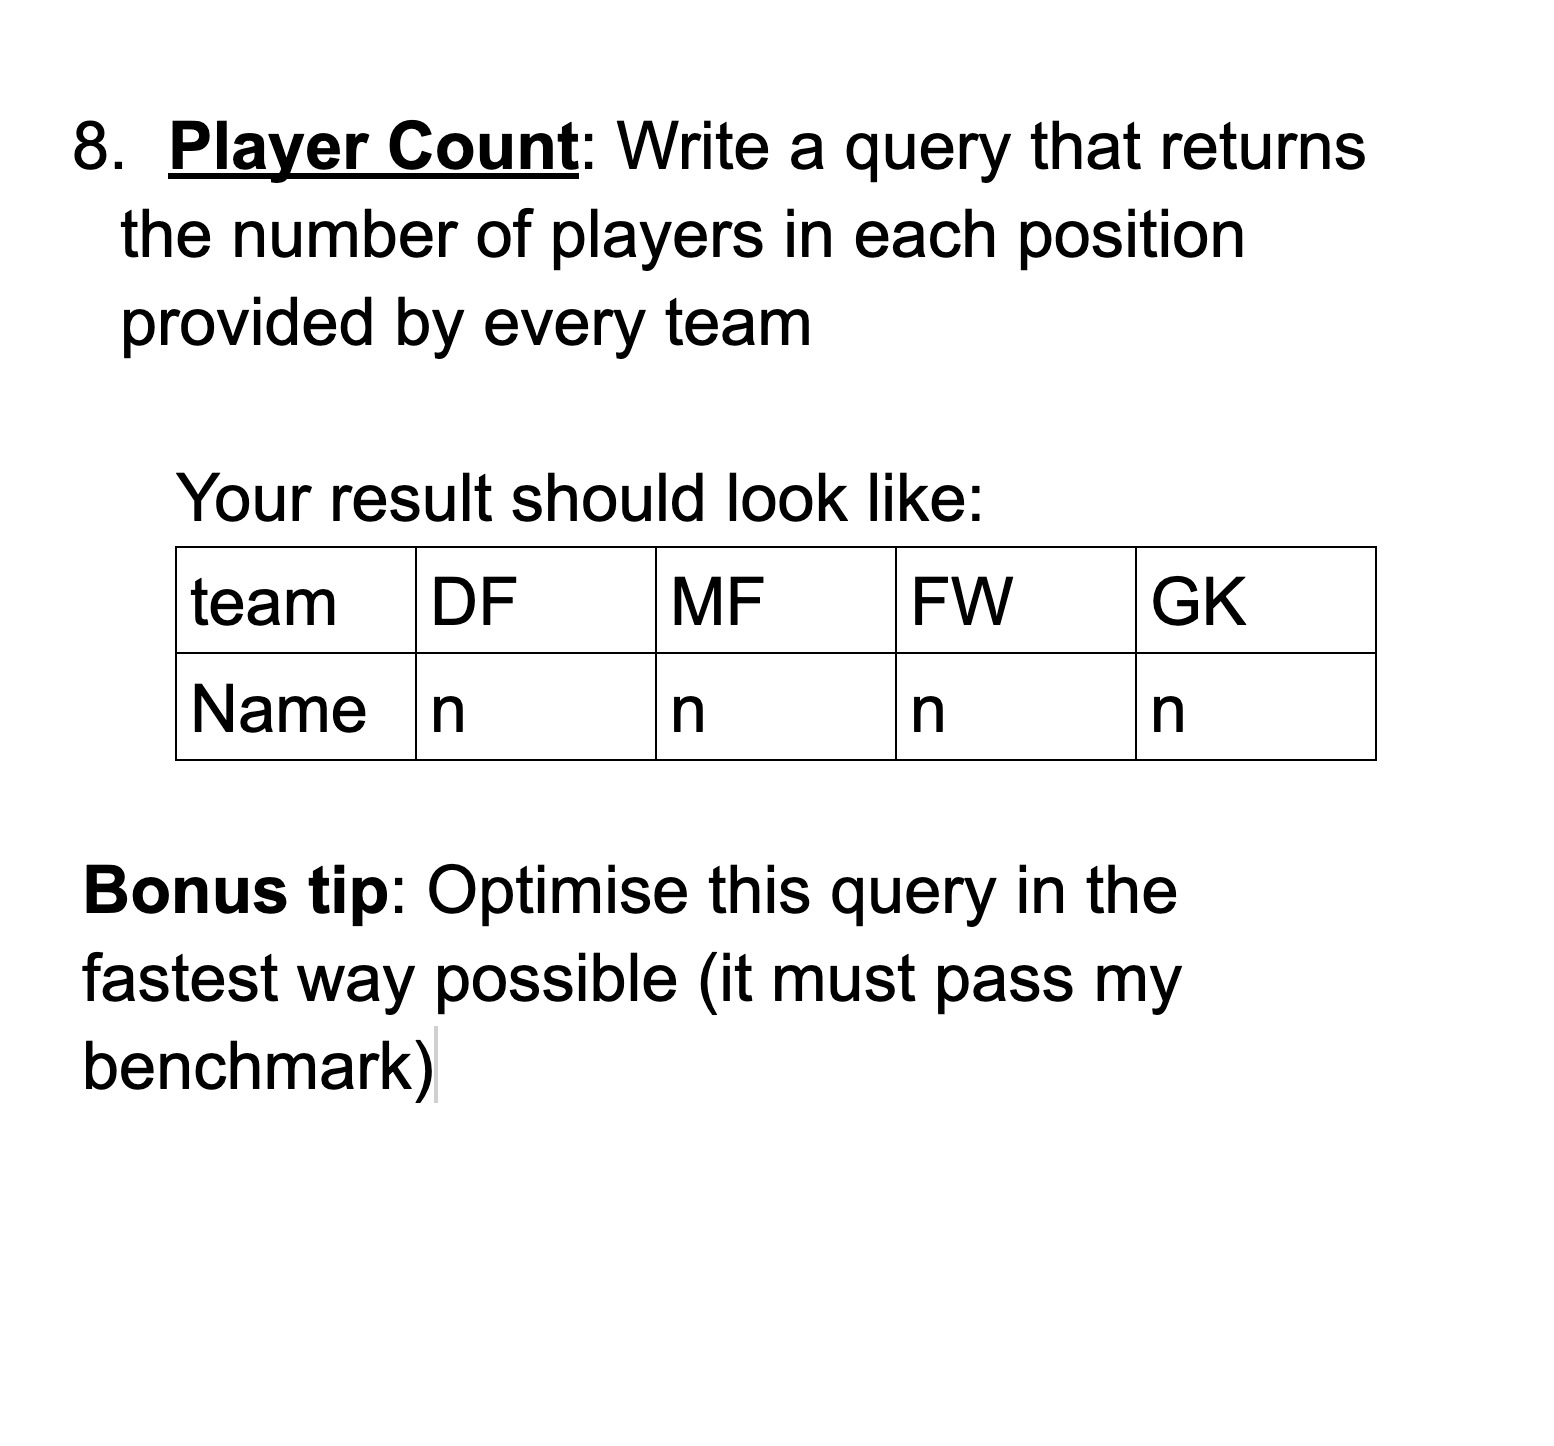 8. Player Count: Write a query that returns
the number of players in each position
provided by every team
Your result should look like:
team DF MF FW GK
Name n n n n
Bonus tip: Optimise this query in the
fastest way possible (it must pass my
benchmark)